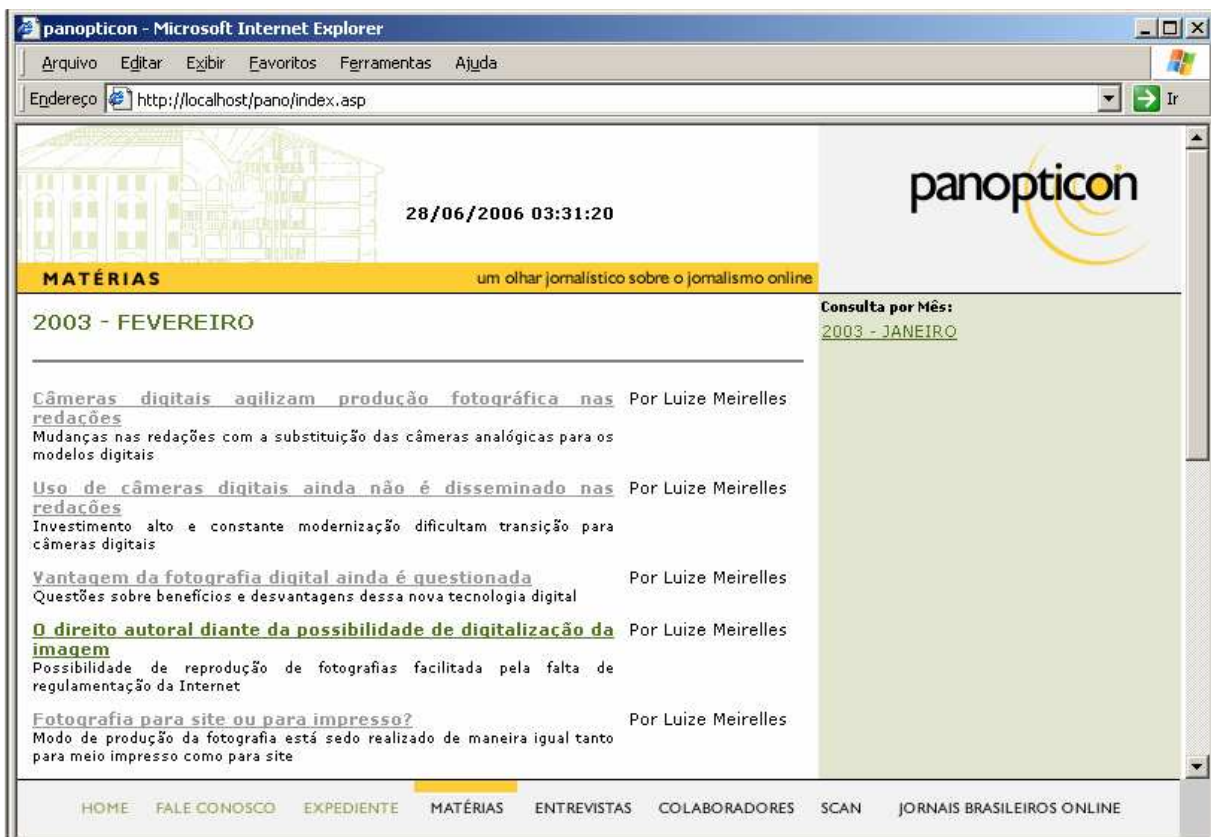 panopticon - Microsoft Internet Explorer
Arquivo Editar Exibir Favoritos Ferramentas Ajuda
Endereço http://localhost/pano/index.asp Ir
panopticon
28/06/2006 03:31:20
MATÉRIAS um olhar jornalístico sobre o jornalismo online
2003 - FEVEREIRO
Consulta por Mês:
2003 - JANEIRO
Câmeras digitais agilizam produção fotográfica nas Por Luize Meirelles
redações
Mudanças nas redações com a substituição das câmeras analógicas para os
modelos digitais
Uso de câmeras digitais ainda não é disseminado nas Por Luize Meirelles
redações
Investimento alto e constante modernização dificultam transição para
câmeras digitais
Vantagem da fotografia digital ainda é questionada Por Luize Meirelles
Questões sobre benefícios e desvantagens dessa nova tecnologia digital
O direito autoral diante da possibilidade de digitalização da Por Luize Meirelles
imagem
Possibilidade de reprodução de fotografias facilitada pela falta de
regulamentação da Internet
Fotografia para site ou para impresso? Por Luize Meirelles
Modo de produção da fotografia está sedo realizado de maneira igual tanto
para meio impresso como para site
HOME FALE CONOSCO EXPEDIENTE MATÉRIAS ENTREVISTAS COLABORADORES SCAN JORNAIS BRASILEIROS ONLINE